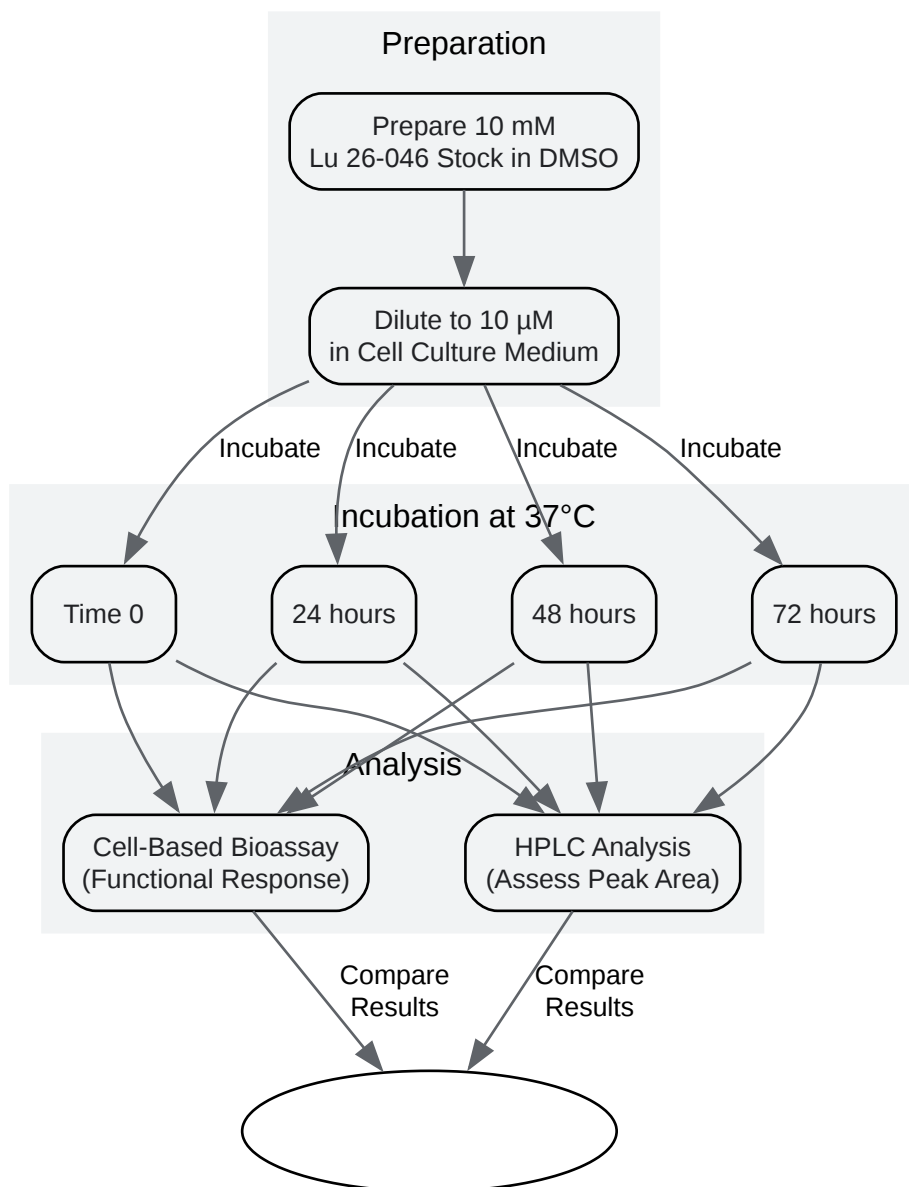 Preparation
Prepare 10 mM
Lu 26-046 Stock in DMSO
Dilute to 10 µM
in Cell Culture Medium
Incubate
Incubate
Incubate
Incubate
Incubation at 37°C
Time 0
24 hours
48 hours
72 hours
Analysis
Cell-Based Bioassay
(Functional Response)
HPLC Analysis
(Assess Peak Area)
Compare
Results
Compare
Results